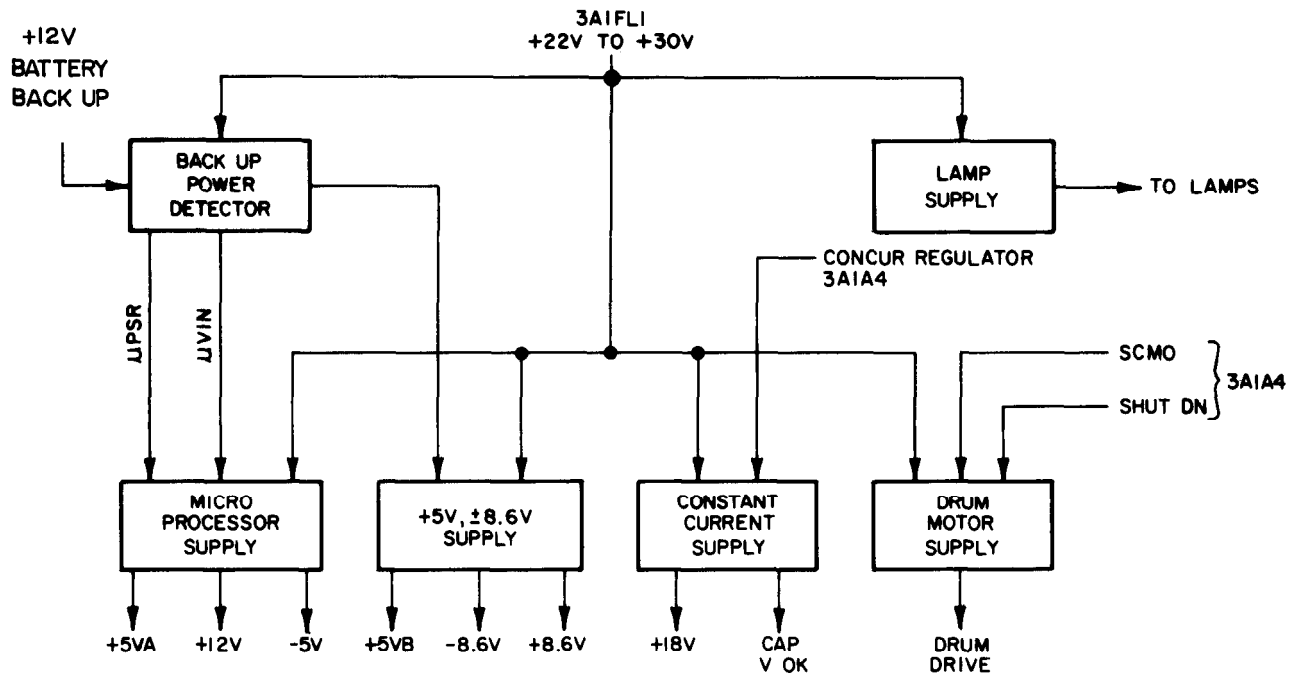 3A1FL1
+22V TO +30V
+12V
BATTERY
BACK UP
BACK UP
POWER
DETECTOR
LAMP
SUPPLY
TO LAMPS
CONCUR REGULATOR
3A1A4
µPSR
µVIN
SCMO
SHUT DN
3A1A4
MICRO
PROCESSOR
SUPPLY
+5V, ±8.6V
SUPPLY
CONSTANT
CURRENT
SUPPLY
DRUM
MOTOR
SUPPLY
+5VA
+12V
-5V
+5VB
-8.6V
+8.6V
+18V
CAP
V OK
DRUM
DRIVE